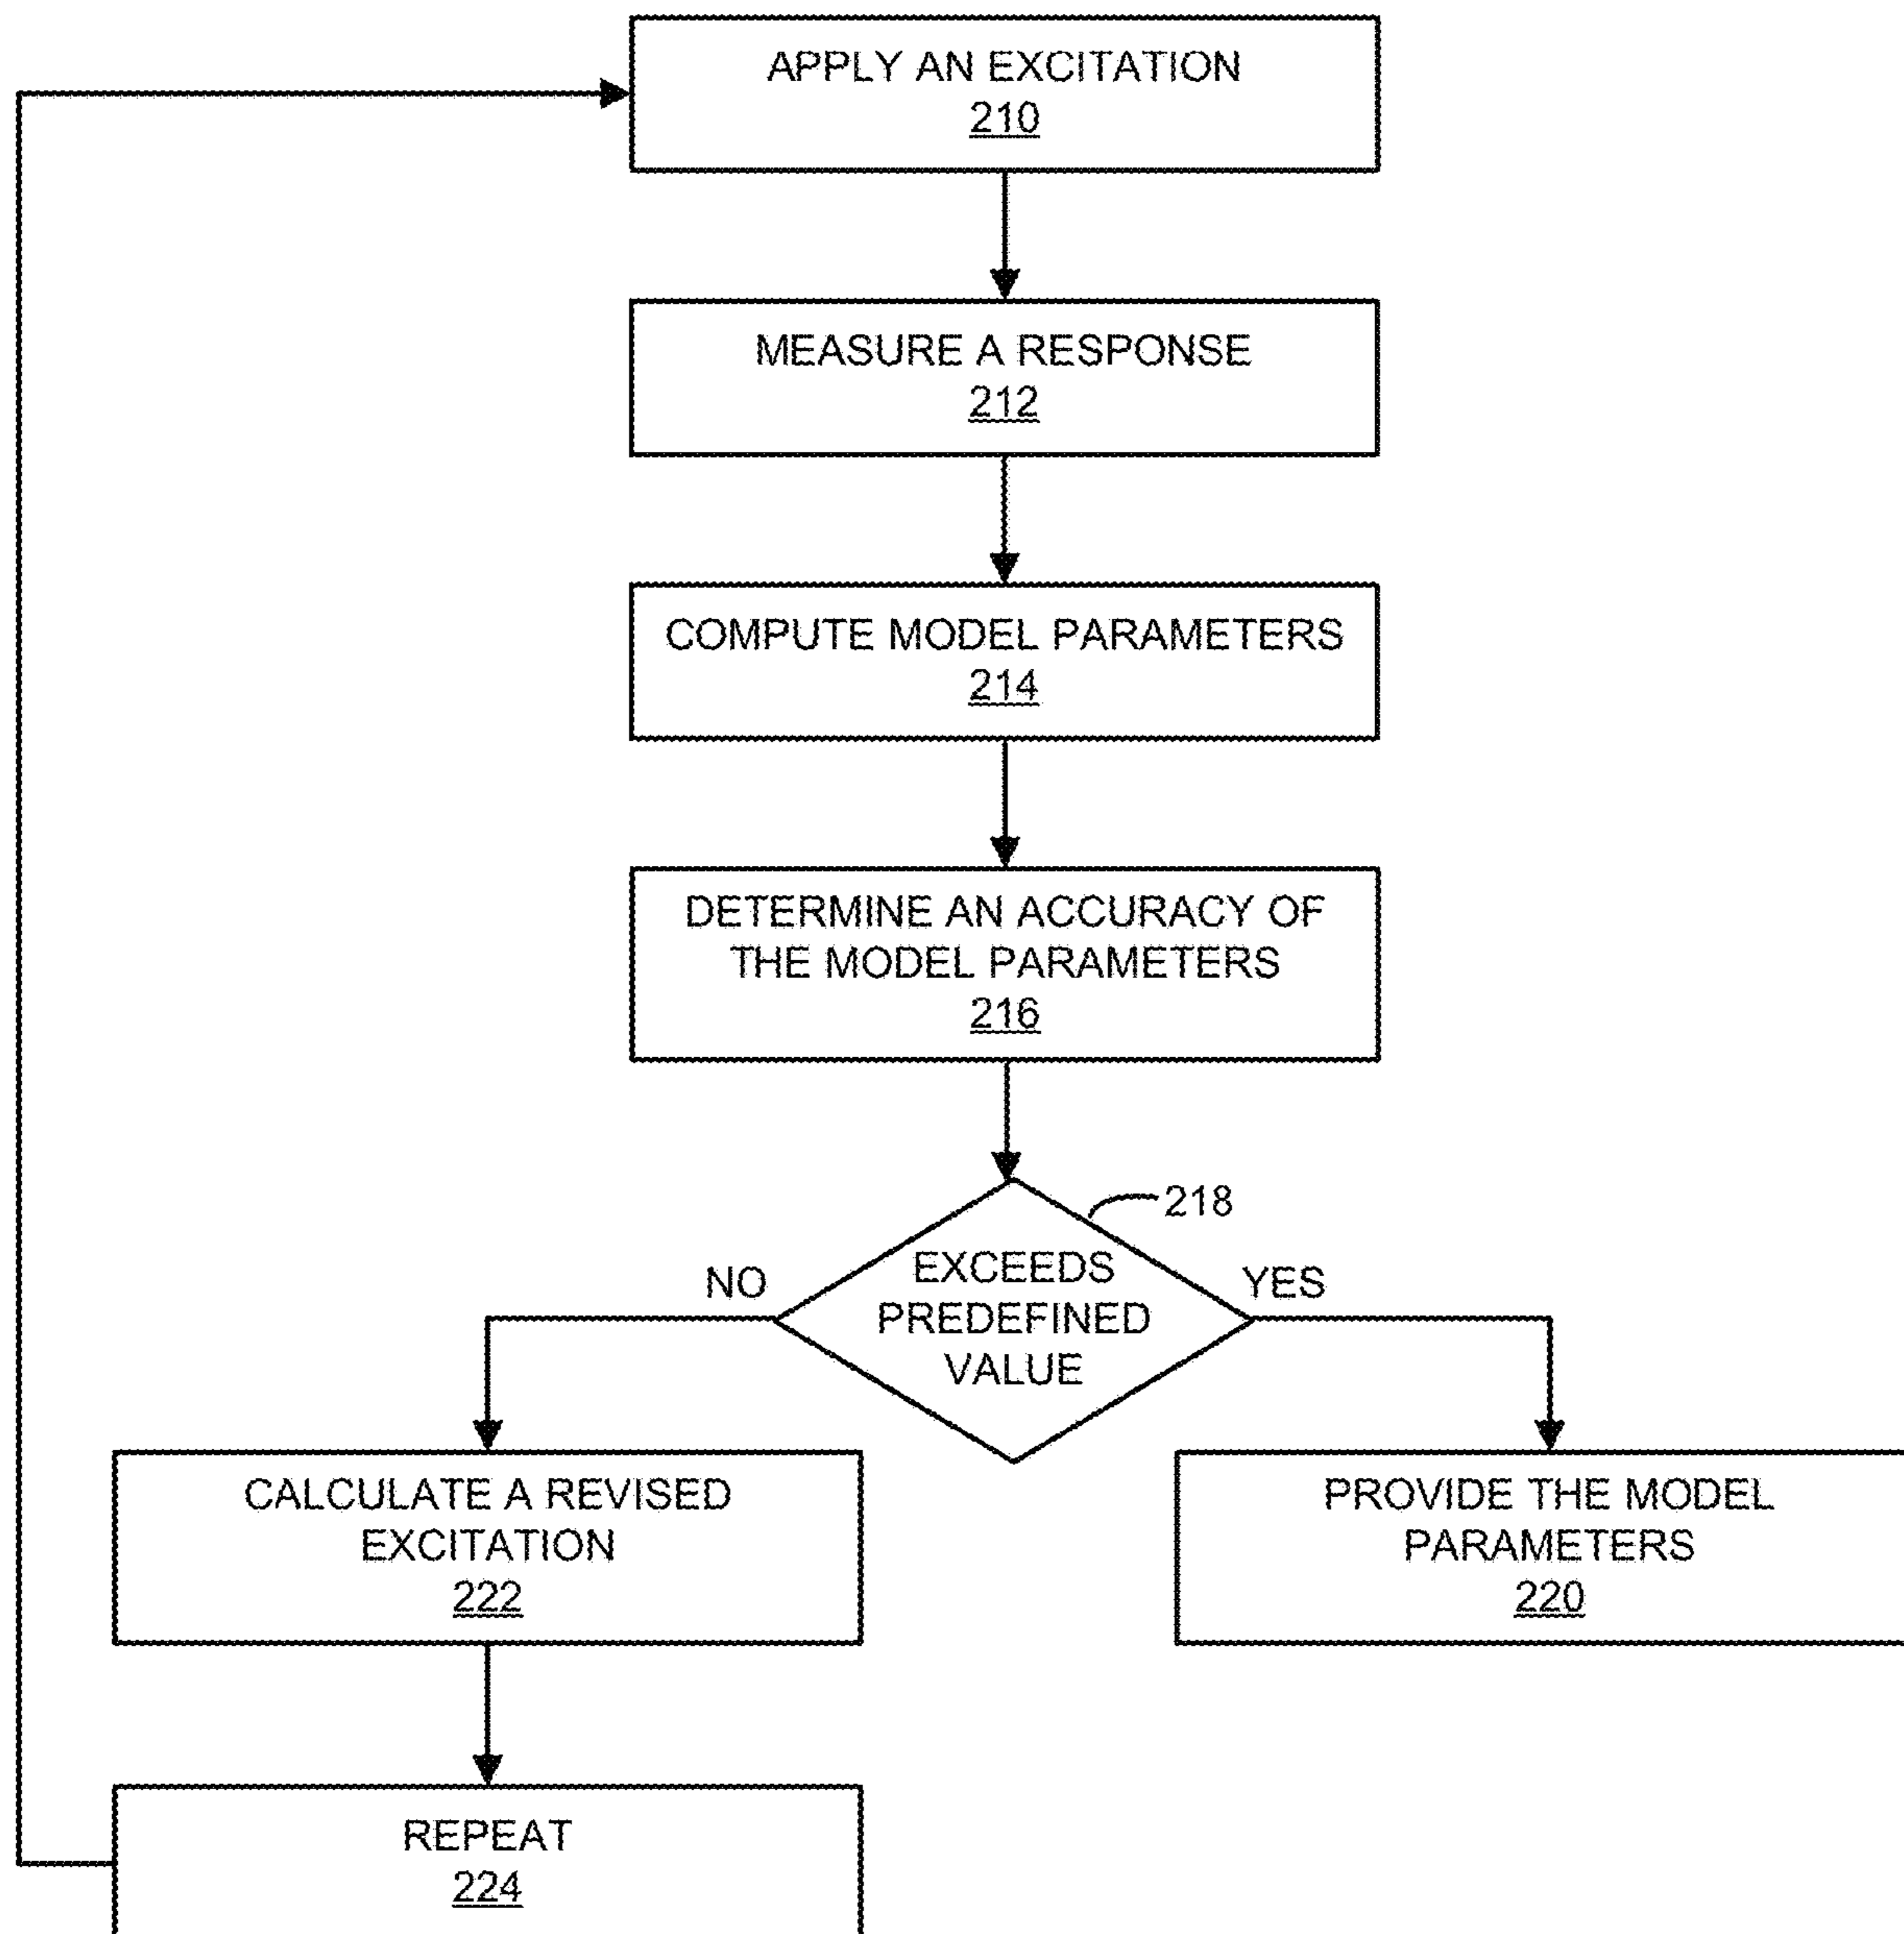 APPLY AN EXCITATION
210
MEASURE A RESPONSE
212
COMPUTE MODEL PARAMETERS
214
DETERMINE AN ACCURACY OF
THE MODEL PARAMETERS
216
218
NO
EXCEEDS
PREDEFINED
VALUE
YES
CALCULATE A REVISED
EXCITATION
222
PROVIDE THE MODEL
PARAMETERS
220
REPEAT
224